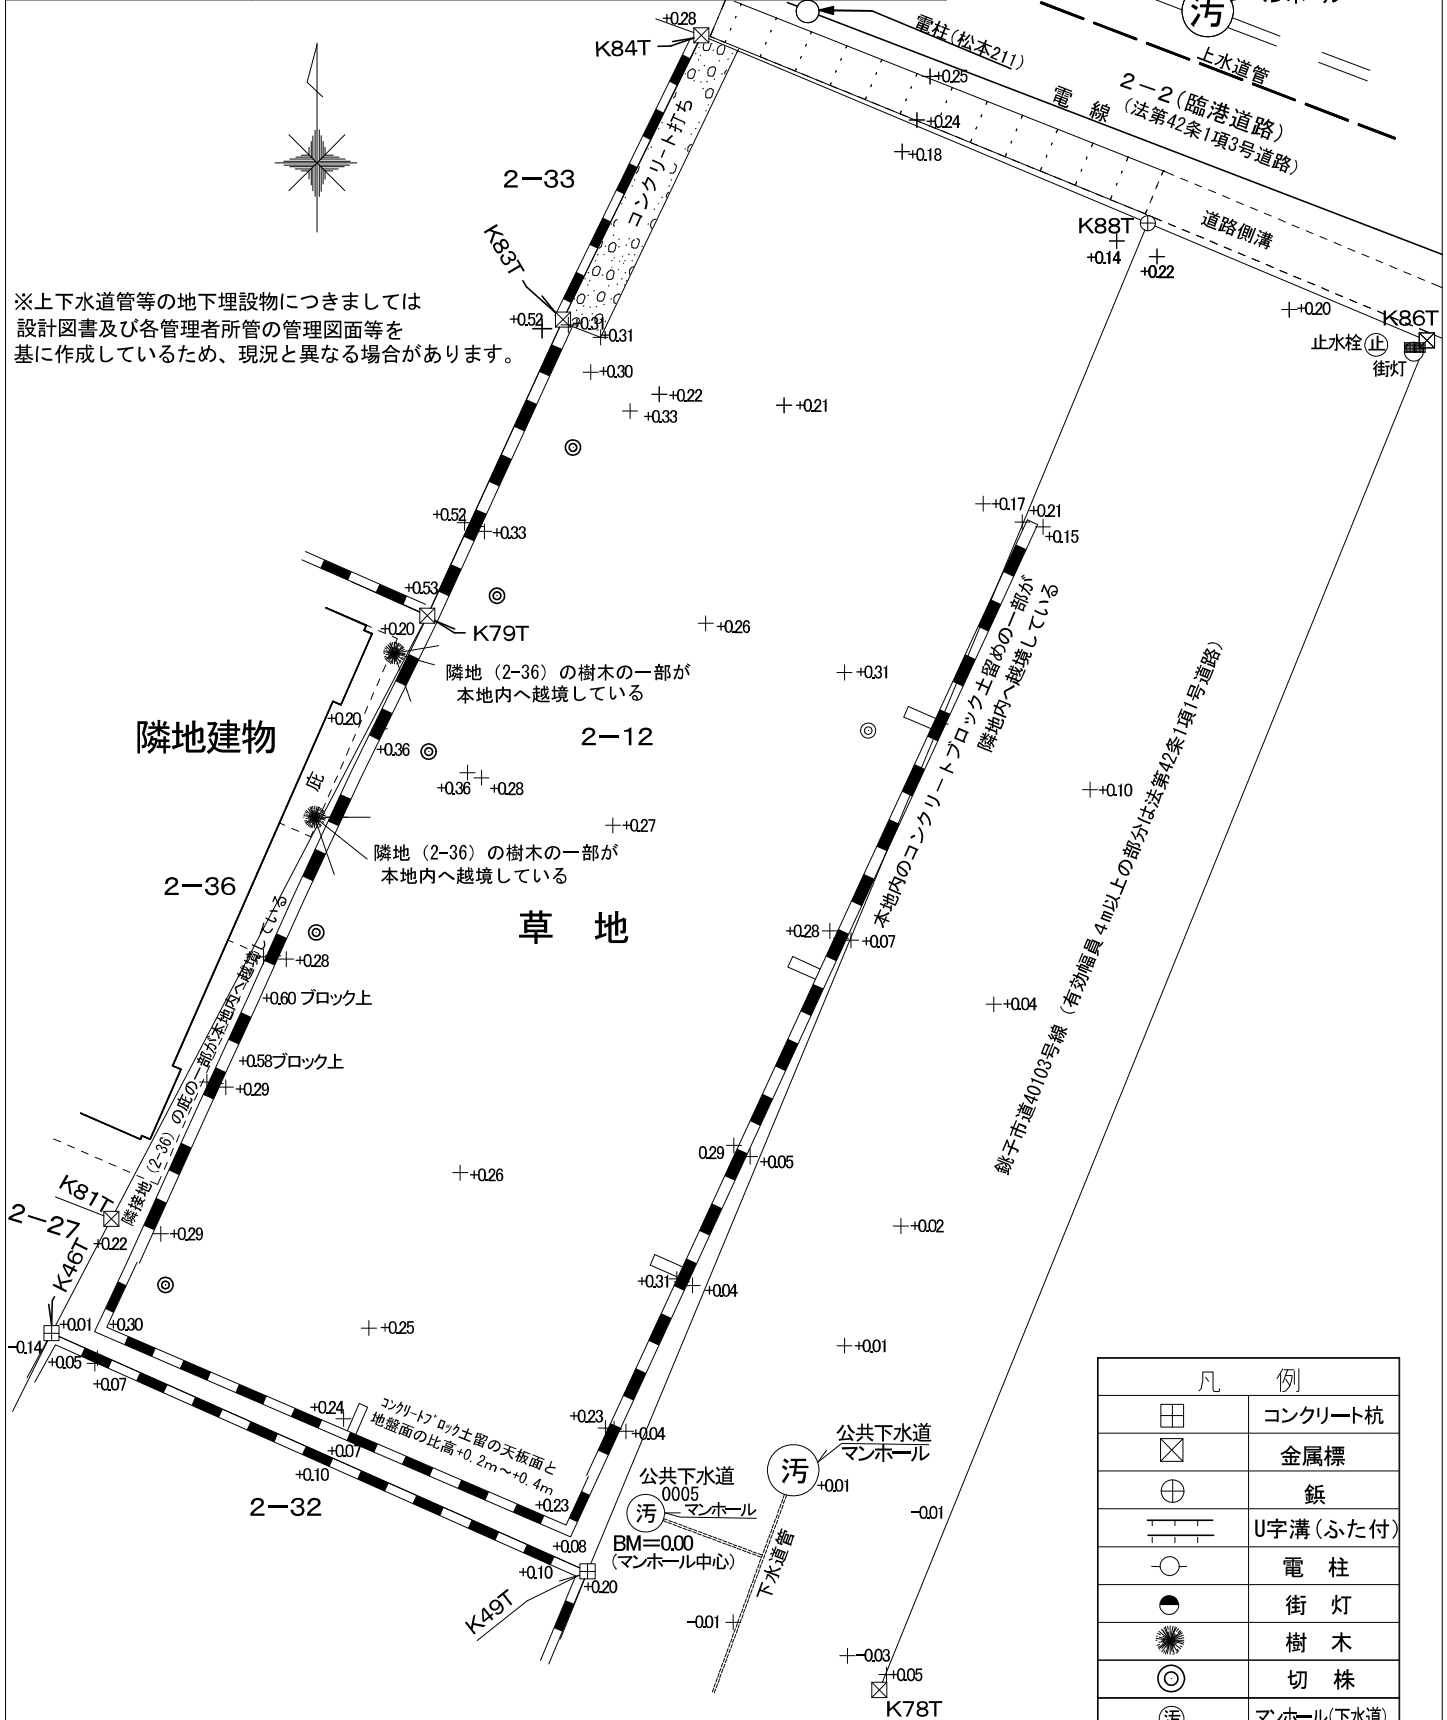 +0.28
K84T
電柱(松本211)
汚
上水道管
2-2(臨港道路)
(法第42条1項3号道路)
電 線
+0.25
+0.24
+0.18
コンクリート打ち
2-33
K83T
K88T
+0.14
+0.22
道路側溝
+0.20
K86T
止水栓 止
街灯
※上下水道管等の地下埋設物につきましては
設計図書及び各管理者所管の管理図面等を
基に作成しているため、現況と異なる場合があります。
+0.52
+0.31
+0.31
+0.30
+0.22
+0.33
+0.21
+0.52
+0.33
+0.17
+0.21
+0.15
+0.53
+0.20
K79T
+0.26
隣地（2-36）の樹木の一部が
本地内へ越境している
+0.31
本地内のコンクリートブロック土留めの一部が
隣地内へ越境している
銚子市道40103号線（有効幅員4m以上の部分は法第42条1項1号道路）
隣地建物
+0.20
+0.36
2-12
庇
+0.36
+0.28
+0.10
+0.27
隣地（2-36）の樹木の一部が
本地内へ越境している
2-36
草 地
+0.28
+0.07
+0.28
+0.60 ブロック上
+0.04
+0.58ブロック上
+0.29
隣接地（2-36）の庇の一部が本地内へ越境している
0.29
+0.05
+0.26
K81T
2-27
+0.22
+0.29
+0.02
K46T
+0.31
+0.04
+0.01
+0.30
-0.14
+0.05
+0.07
+0.25
+0.01
+0.24
コンクリートブロック土留の天板面と
地盤面の比高+0.2m～+0.4m
+0.07
+0.10
+0.23
+0.04
2-32
+0.23
公共下水道
マンホール
汚
+0.01
公共下水道
0005
マンホール
汚
BM=0.00
(マンホール中心)
-0.01
+0.08
+0.10
+0.20
K49T
下水道管
-0.01
-0.03
+0.05
K78T
凡 例
コンクリート杭
金属標
鋲
U字溝(ふた付)
電 柱
街 灯
樹 木
切 株
汚 マンホール(下水道)